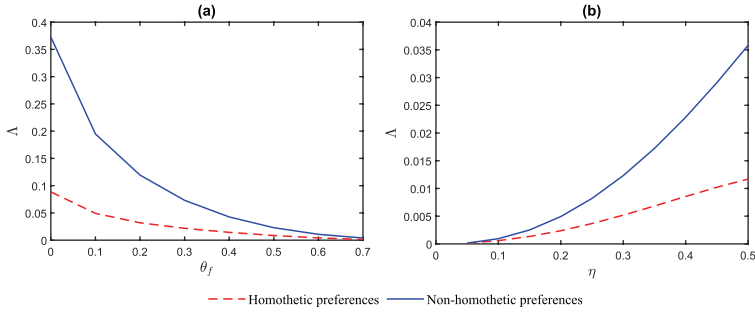 (a)
0.4
0.35
0.3
0.25
0.2
0.15
0.1
0.05
0
Λ
0 0.1 0.2 0.3 0.4 0.5 0.6 0.7
θf
(b)
0.04
0.035
0.03
0.025
0.02
0.015
0.01
0.005
0
Λ
0 0.1 0.2 0.3 0.4 0.5
η
Homothetic preferences Non-homothetic preferences